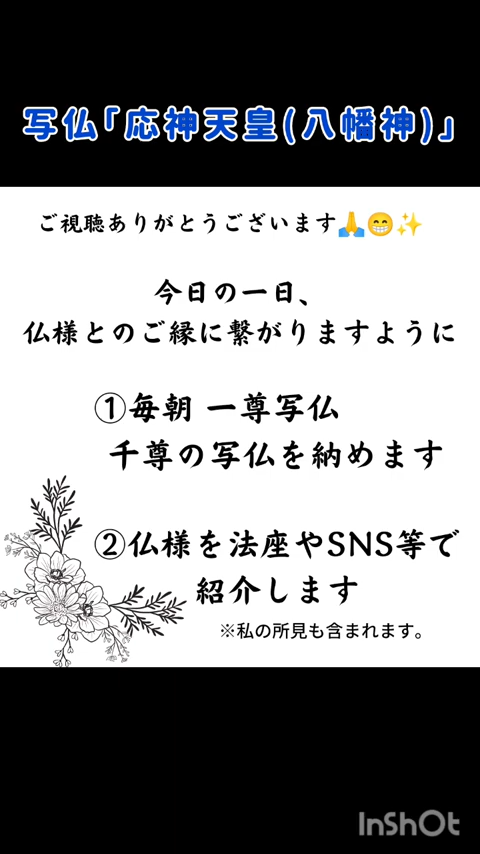 写仏「応神天皇(八幡神)」
ご視聴ありがとうございます🙏😁✨
今日の一日、
仏様とのご縁に繋がりますように
①毎朝 一尊写仏
千尊の写仏を納めます
②仏様を法座やSNS等で
紹介します
※私の所見も含まれます。
InShOt